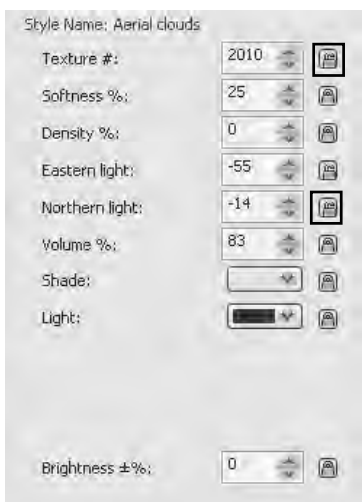 Style Name: Aerial clouds
Texture #: 2010
Softness %: 25
Density %: 0
Eastern light: -55
Northern light: -14
Volume %: 83
Shade:
Light:
Brightness ±%: 0